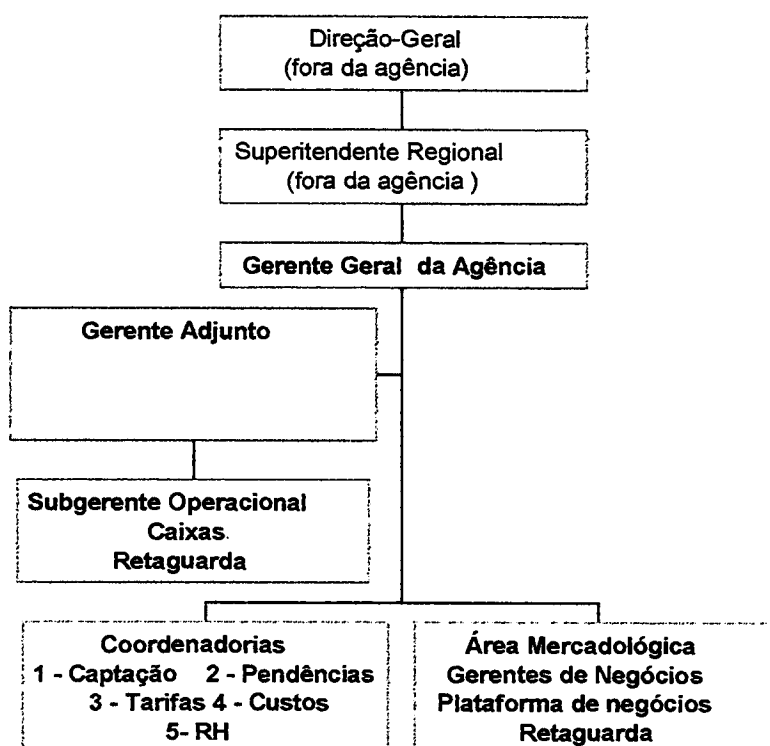 Direção-Geral
(fora da agência)
Superitendente Regional
(fora da agência )
Gerente Geral da Agência
Gerente Adjunto
Subgerente Operacional
Caixas.
Retaguarda
Coordenadorias
1 - Captação 2 - Pendências
3 - Tarifas 4 - Custos
5- RH
Área Mercadológica
Gerentes de Negócios
Plataforma de negócios
Retaguarda